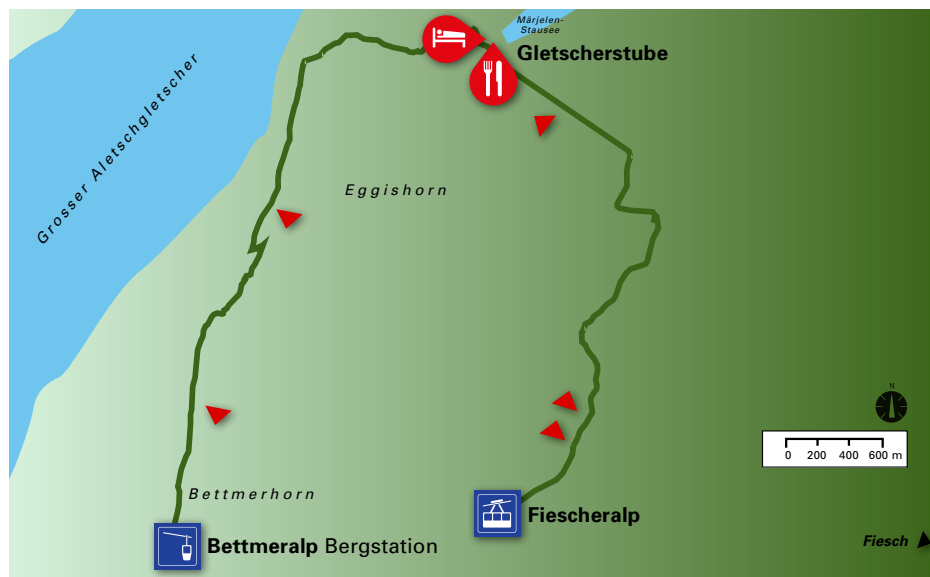 Märjelen-
Stausee
Gletscherstube
Grosser Aletschgletscher
Eggishorn
N
0 200 400 600 m
Bettmerhorn
Fiescheralp
Bettmeralp Bergstation
Fiesch